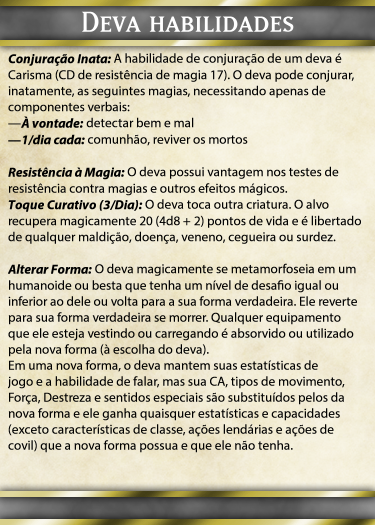 Deva habilidades
Conjuração Inata: A habilidade de conjuração de um deva é
Carisma (CD de resistência de magia 17). O deva pode conjurar,
inatamente, as seguintes magias, necessitando apenas de
componentes verbais:
—À vontade: detectar bem e mal
—1/dia cada: comunhão, reviver os mortos
Resistência à Magia: O deva possui vantagem nos testes de
resistência contra magias e outros efeitos mágicos.
Toque Curativo (3/Dia): O deva toca outra criatura. O alvo
recupera magicamente 20 (4d8 + 2) pontos de vida e é libertado
de qualquer maldição, doença, veneno, cegueira ou surdez.
Alterar Forma: O deva magicamente se metamorfoseia em um
humanoide ou besta que tenha um nível de desafio igual ou
inferior ao dele ou volta para a sua forma verdadeira. Ele reverte
para sua forma verdadeira se morrer. Qualquer equipamento
que ele esteja vestindo ou carregando é absorvido ou utilizado
pela nova forma (à escolha do deva).
Em uma nova forma, o deva mantem suas estatísticas de
jogo e a habilidade de falar, mas sua CA, tipos de movimento,
Força, Destreza e sentidos especiais são substituídos pelos da
nova forma e ele ganha quaisquer estatísticas e capacidades
(exceto características de classe, ações lendárias e ações de
covil) que a nova forma possua e que ele não tenha.